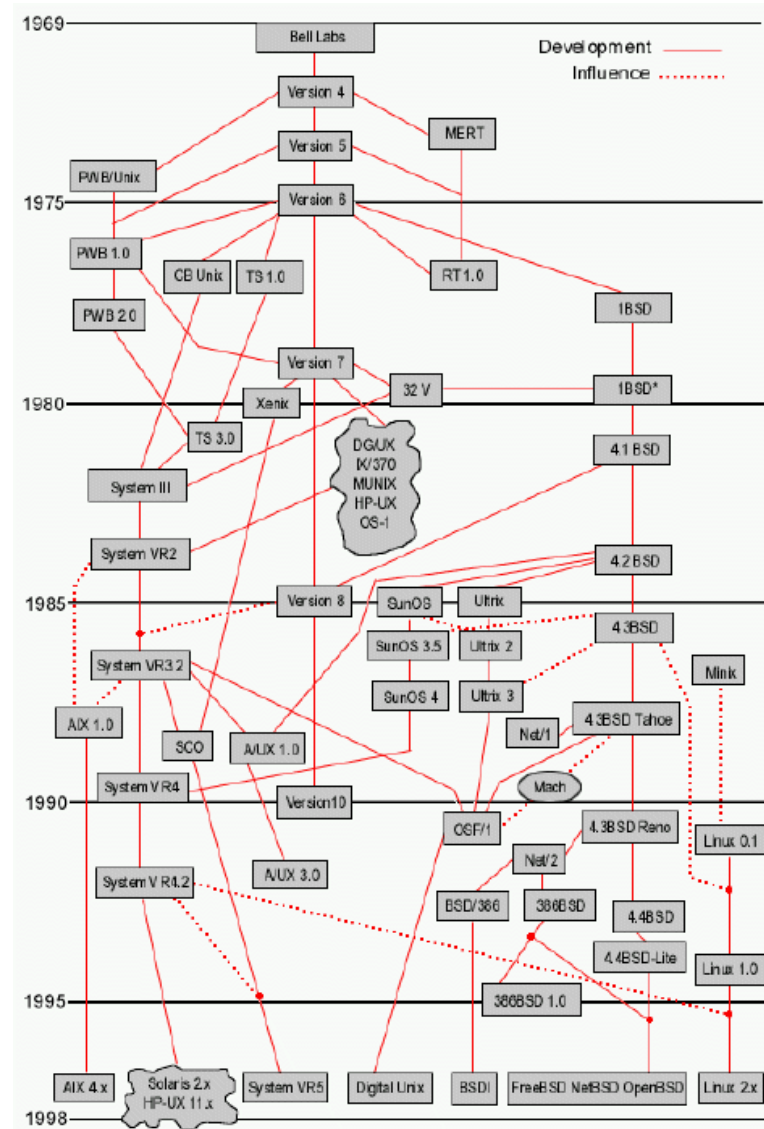 1969
Bell Labs
Development
Influence
Version 4
MERT
Version 5
PWB/Unix
Version 6
1975
PWB 1.0
CB Unix
TS 1.0
RT 1.0
PWB 2.0
1BSD
Version 7
32 V
1BSD*
Xenix
1980
TS 3.0
DG/UX
IX/370
MUNIX
HP-UX
OS-1
4.1 BSD
System III
System VR2
4.2 BSD
1985
Version 8
SunOS
Ultrix
4.3BSD
SunOS 3.5
Ultrix 2
System VR3.2
Minix
SunOS 4
Ultrix 3
AIX 1.0
SCO
A/UX 1.0
Net/1
4.3BSD Tahoe
System VR4
Mach
1990
Version10
OSF/1
4.3BSD Reno
Linux 0.1
Net/2
A/UX 3.0
System VR4.2
BSD/386
386BSD
4.4BSD
4.4BSD-Lite
Linux 1.0
1995
386BSD 1.0
AIX 4.x
Solaris 2.x
HP-UX 11.x
System VR5
Digital Unix
BSDI
FreeBSD NetBSD OpenBSD
Linux 2.x
1998